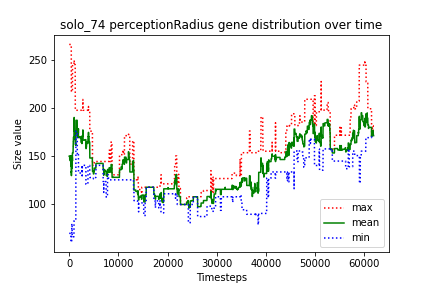 solo_74 perceptionRadius gene distribution over time
Size value
250
200
150
100
max
mean
min
0
10000
20000
30000
40000
50000
60000
Timesteps